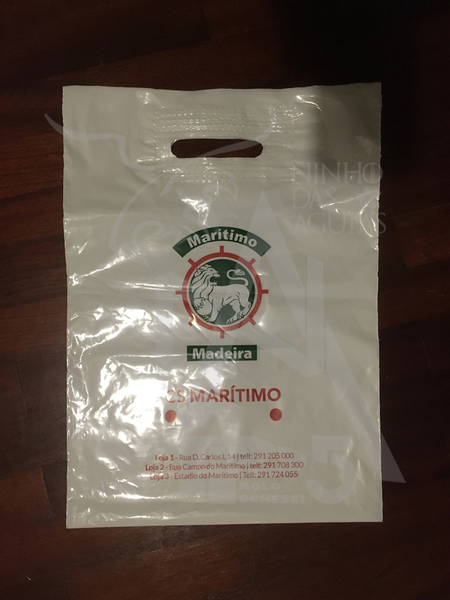 NINHO
DAS
ÁGUIAS
Marítimo
Madeira
CS MARÍTIMO
Loja 1 - Rua D. Carlos I, 14 | telf: 291 205 000
Loja 2 - Rua Campo do Marítimo | telf: 291 708 300
Loja 3 - Estadio do Marítimo | Telf: 291 724 055